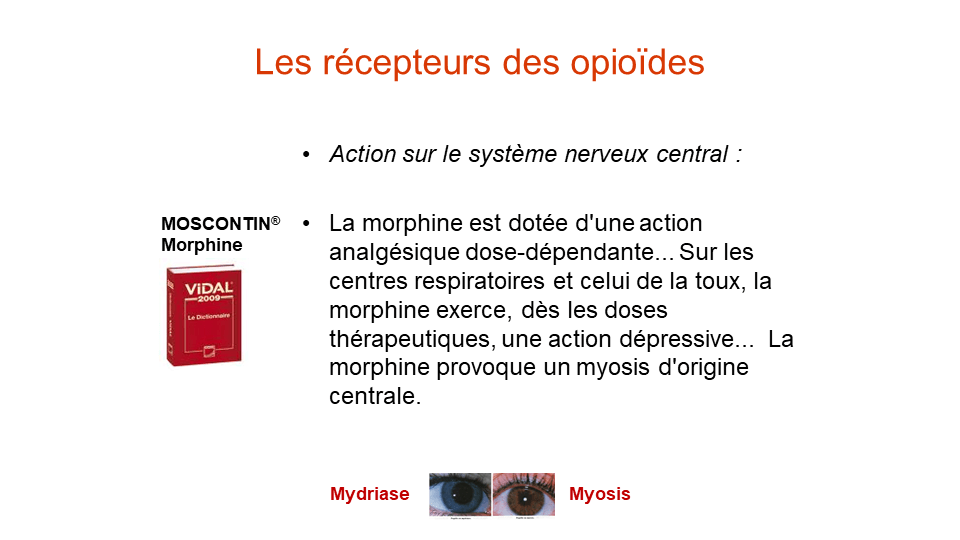 Les récepteurs des opioïdes
• Action sur le système nerveux central :
MOSCONTIN®
Morphine
ViDAL
2009
Le Dictionnaire
• La morphine est dotée d'une action
analgésique dose-dépendante... Sur les
centres respiratoires et celui de la toux, la
morphine exerce, dès les doses
thérapeutiques, une action dépressive... La
morphine provoque un myosis d'origine
centrale.
Mydriase
Myosis